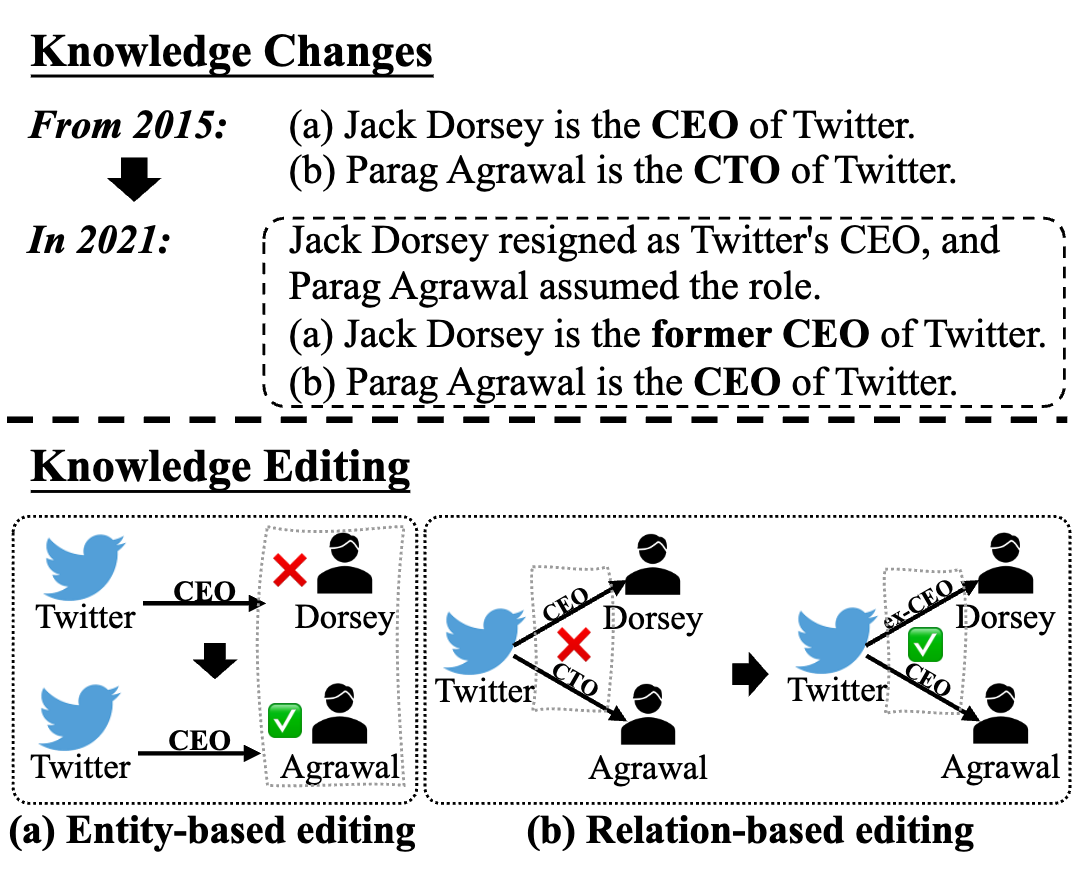 Knowledge Changes
From 2015:
(a) Jack Dorsey is the CEO of Twitter.
(b) Parag Agrawal is the CTO of Twitter.
In 2021:
Jack Dorsey resigned as Twitter's CEO, and
Parag Agrawal assumed the role.
(a) Jack Dorsey is the former CEO of Twitter.
(b) Parag Agrawal is the CEO of Twitter.
Knowledge Editing
Twitter
CEO
Dorsey
Twitter
CEO
Agrawal
(a) Entity-based editing
Twitter
CEO
Dorsey
CTO
Agrawal
Twitter
ex-CEO
Dorsey
CEO
Agrawal
(b) Relation-based editing